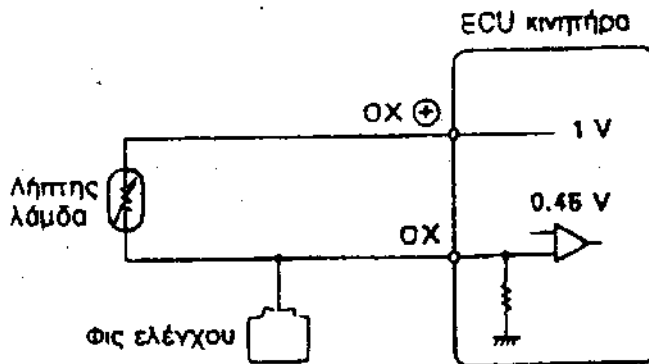 ECU κινητήρα
OX ⊕
1 V
Λήπτης
λάμδα
0.45 V
OX
Φις ελέγχου